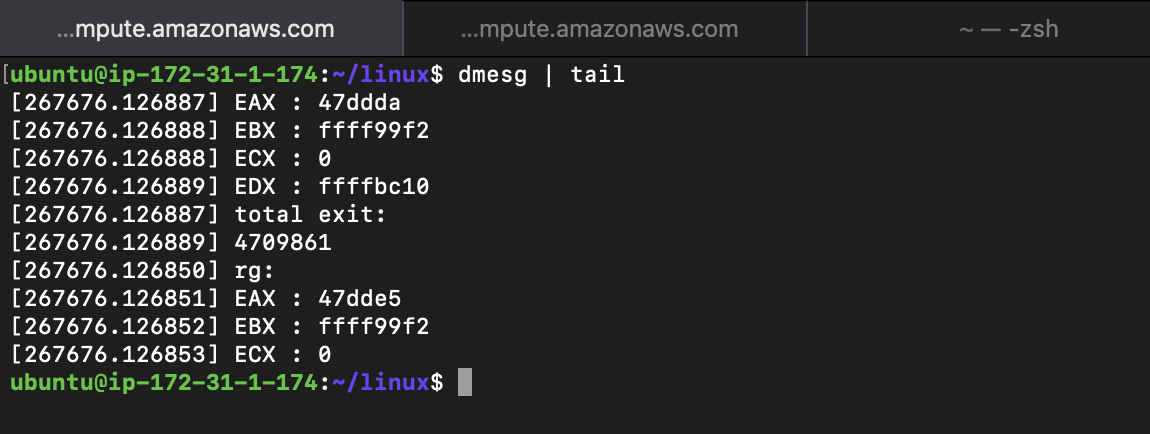 ...mpute.amazonaws.com
...mpute.amazonaws.com
~ — -zsh
[ubuntu@ip-172-31-1-174:~/linux$ dmesg | tail
[267676.126887] EAX : 47ddda
[267676.126888] EBX : ffff99f2
[267676.126888] ECX : 0
[267676.126889] EDX : ffffbc10
[267676.126887] total exit:
[267676.126889] 4709861
[267676.126850] rg:
[267676.126851] EAX : 47dde5
[267676.126852] EBX : ffff99f2
[267676.126853] ECX : 0
ubuntu@ip-172-31-1-174:~/linux$